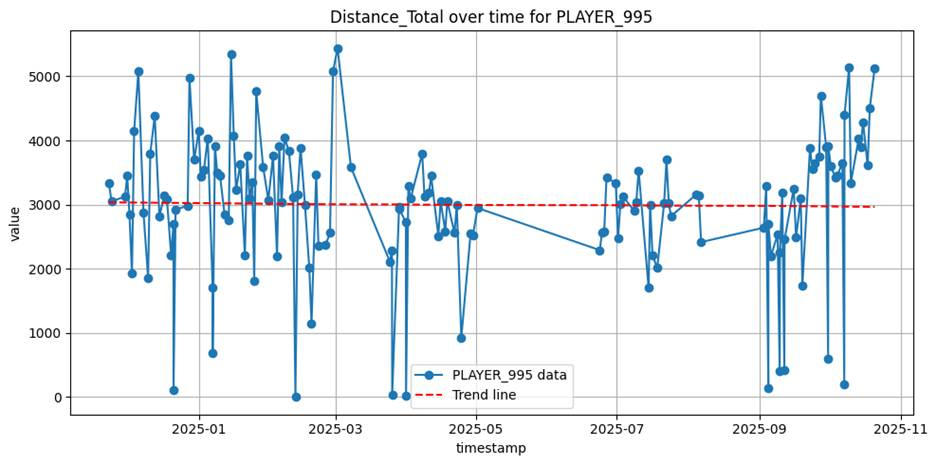 Distance_Total over time for PLAYER_995
value
5000
4000
3000
2000
1000
0
PLAYER_995 data
Trend line
2025-01 2025-03 2025-05 2025-07 2025-09 2025-11
timestamp